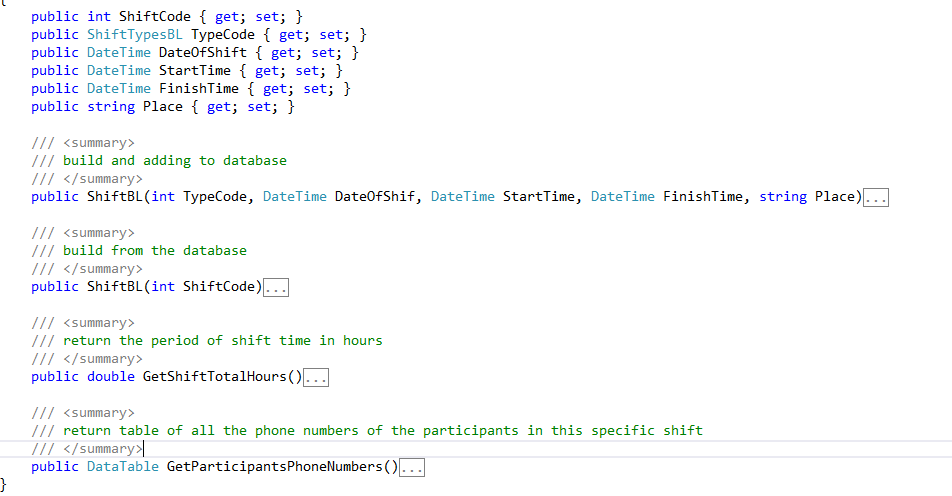 {
public int ShiftCode { get; set; }
public ShiftTypesBL TypeCode { get; set; }
public DateTime DateOfShift { get; set; }
public DateTime StartTime { get; set; }
public DateTime FinishTime { get; set; }
public string Place { get; set; }
/// <summary>
/// build and adding to database
/// </summary>
public ShiftBL(int TypeCode, DateTime DateOfShif, DateTime StartTime, DateTime FinishTime, string Place)...
/// <summary>
/// build from the database
/// </summary>
public ShiftBL(int ShiftCode)...
/// <summary>
/// return the period of shift time in hours
/// </summary>
public double GetShiftTotalHours()...
/// <summary>
/// return table of all the phone numbers of the participants in this specific shift
/// </summary>
public DataTable GetParticipantsPhoneNumbers()...
}